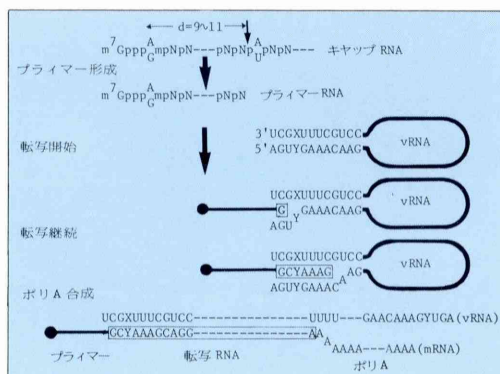 d=9~11
m⁷GpppAGmpNpN---pNpNpAUpNpN--- キャップRNA
プライマー形成
m⁷GpppAGmpNpN---pNpN プライマーRNA
転写開始
3'UCGXUUUCGUCC
5'AGUYGAAACAAG
vRNA
UCGXUUUCGUCC
G GAAACAAG
AGUY
vRNA
転写継続
UCGXUUUCGUCC
GCYAAAG AG
AGUYGAAACA
vRNA
ポリA合成
UCGXUUUCGUCC---UUUU---GAACAAAGYUGA(vRNA)
GCYAAAGCAGG---AAA
AAAA---AAAA(mRNA)
プライマー 転写RNA ポリA